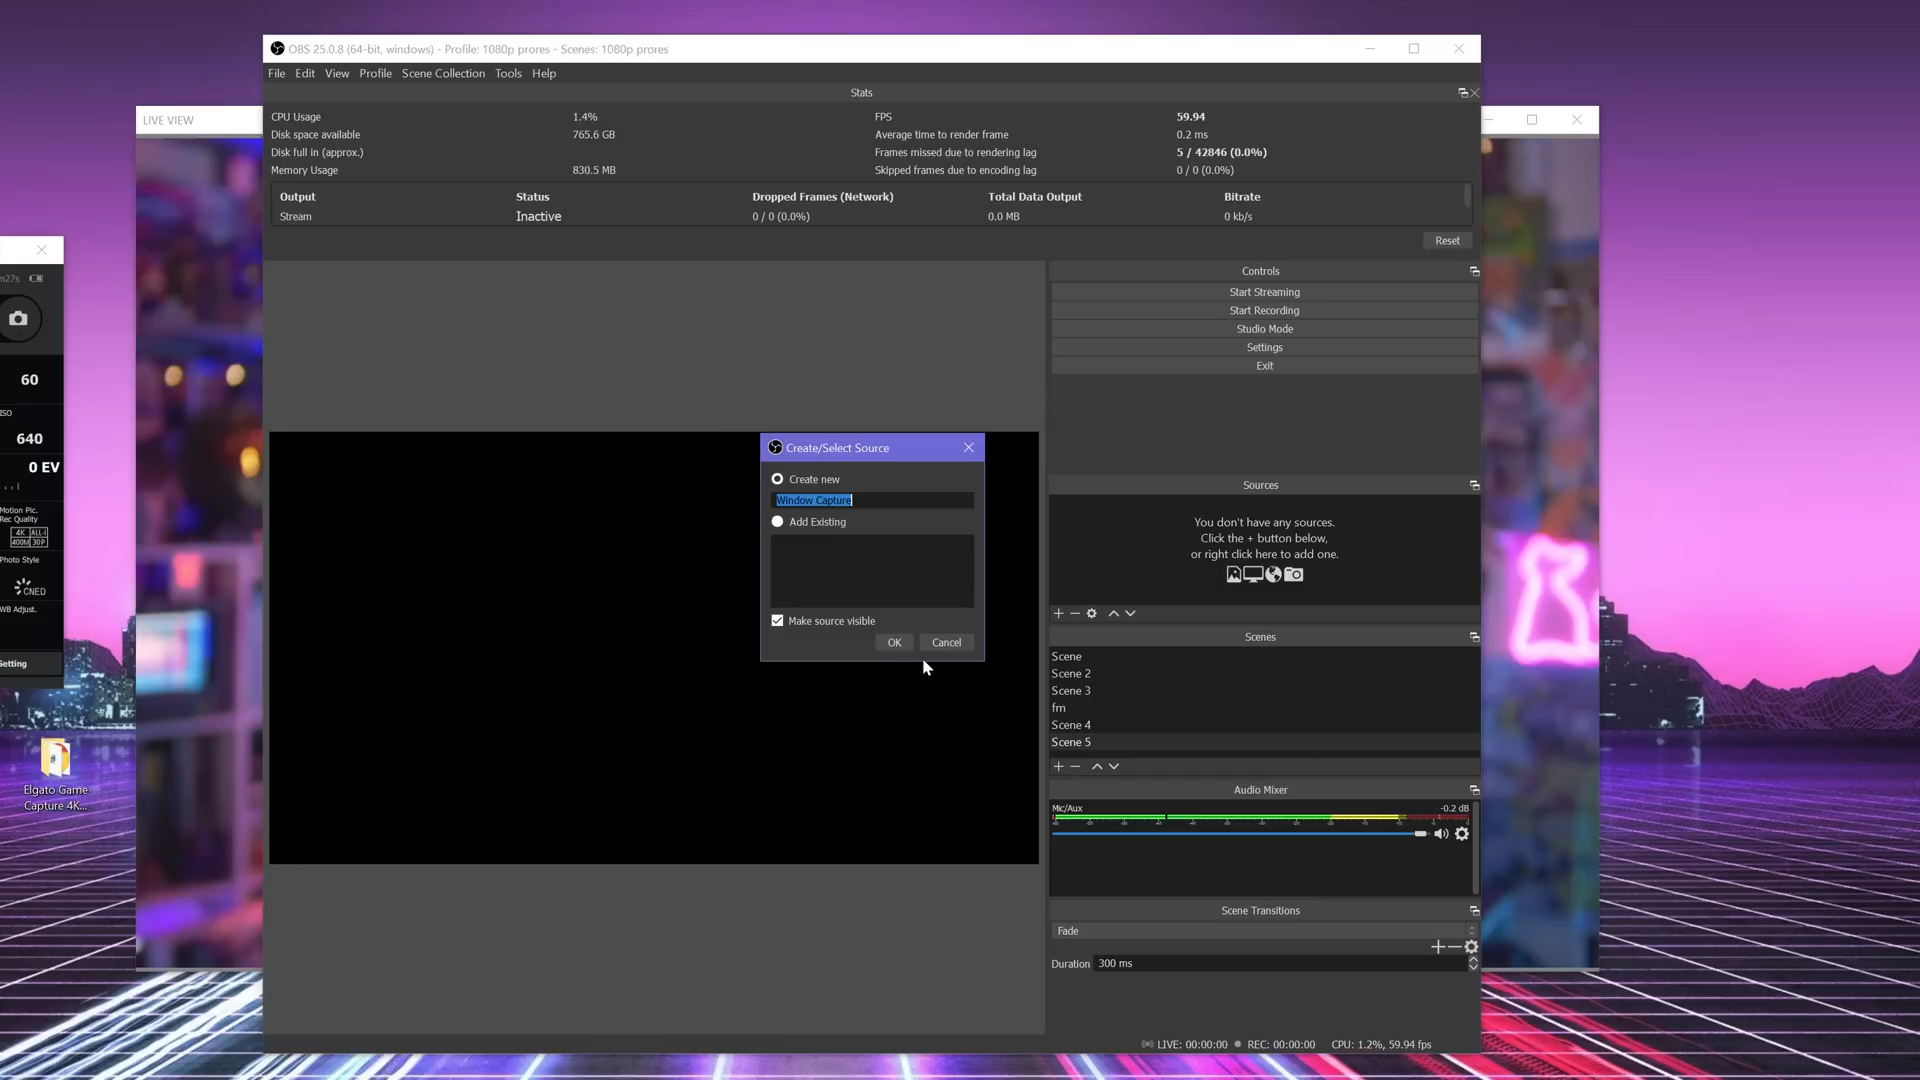 OBS 25.0.8 (64-bit, windows) - Profile: 1080p prores - Scenes: 1080p prores
File Edit View Profile Scene Collection Tools Help
Stats
CPU Usage 1.4% FPS 59.94
Disk space available 765.6 GB Average time to render frame 0.2 ms
Disk full in (approx.) Frames missed due to rendering lag 5 / 42846 (0.0%)
Memory Usage 830.5 MB Skipped frames due to encoding lag 0 / 0 (0.0%)
Output Status Dropped Frames (Network) Total Data Output Bitrate
Stream Inactive 0 / 0 (0.0%) 0.0 MB 0 kb/s
Reset
LIVE VIEW
m27s
60
ISO
640
0 EV
Motion Pic.
Rec Quality
4K ALL-I
400M 30P
Photo Style
CNED
WB Adjust.
Setting
Elgato Game
Capture 4K...
Create/Select Source
Create new
Window Capture
Add Existing
Make source visible
OK Cancel
Controls
Start Streaming
Start Recording
Studio Mode
Settings
Exit
Sources
You don't have any sources.
Click the + button below,
or right click here to add one.
Scenes
Scene
Scene 2
Scene 3
fm
Scene 4
Scene 5
Audio Mixer
Mic/Aux -0.2 dB
Scene Transitions
Fade
Duration 300 ms
LIVE: 00:00:00 REC: 00:00:00 CPU: 1.2%, 59.94 fps